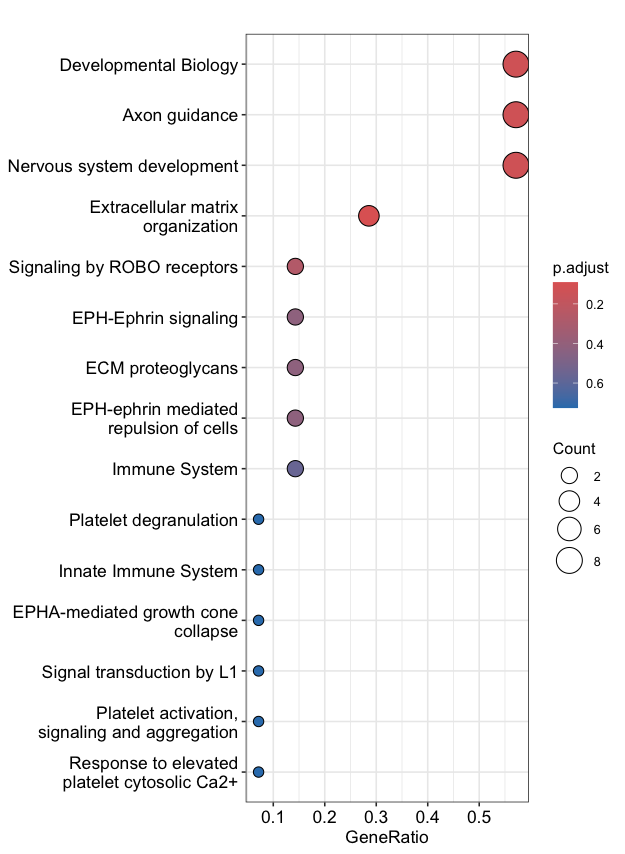 Developmental Biology
Axon guidance
Nervous system development
Extracellular matrix
organization
Signaling by ROBO receptors
EPH-Ephrin signaling
ECM proteoglycans
EPH-ephrin mediated
repulsion of cells
Immune System
Platelet degranulation
Innate Immune System
EPHA-mediated growth cone
collapse
Signal transduction by L1
Platelet activation,
signaling and aggregation
Response to elevated
platelet cytosolic Ca2+
0.1 0.2 0.3 0.4 0.5
GeneRatio
p.adjust
0.2
0.4
0.6
Count
2
4
6
8